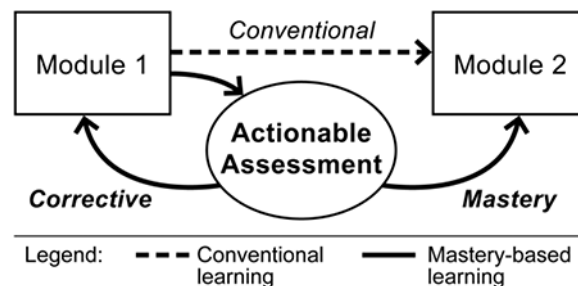 Conventional
Module 1
Module 2
Actionable
Assessment
Corrective
Mastery
Legend:
Conventional
learning
Mastery-based
learning